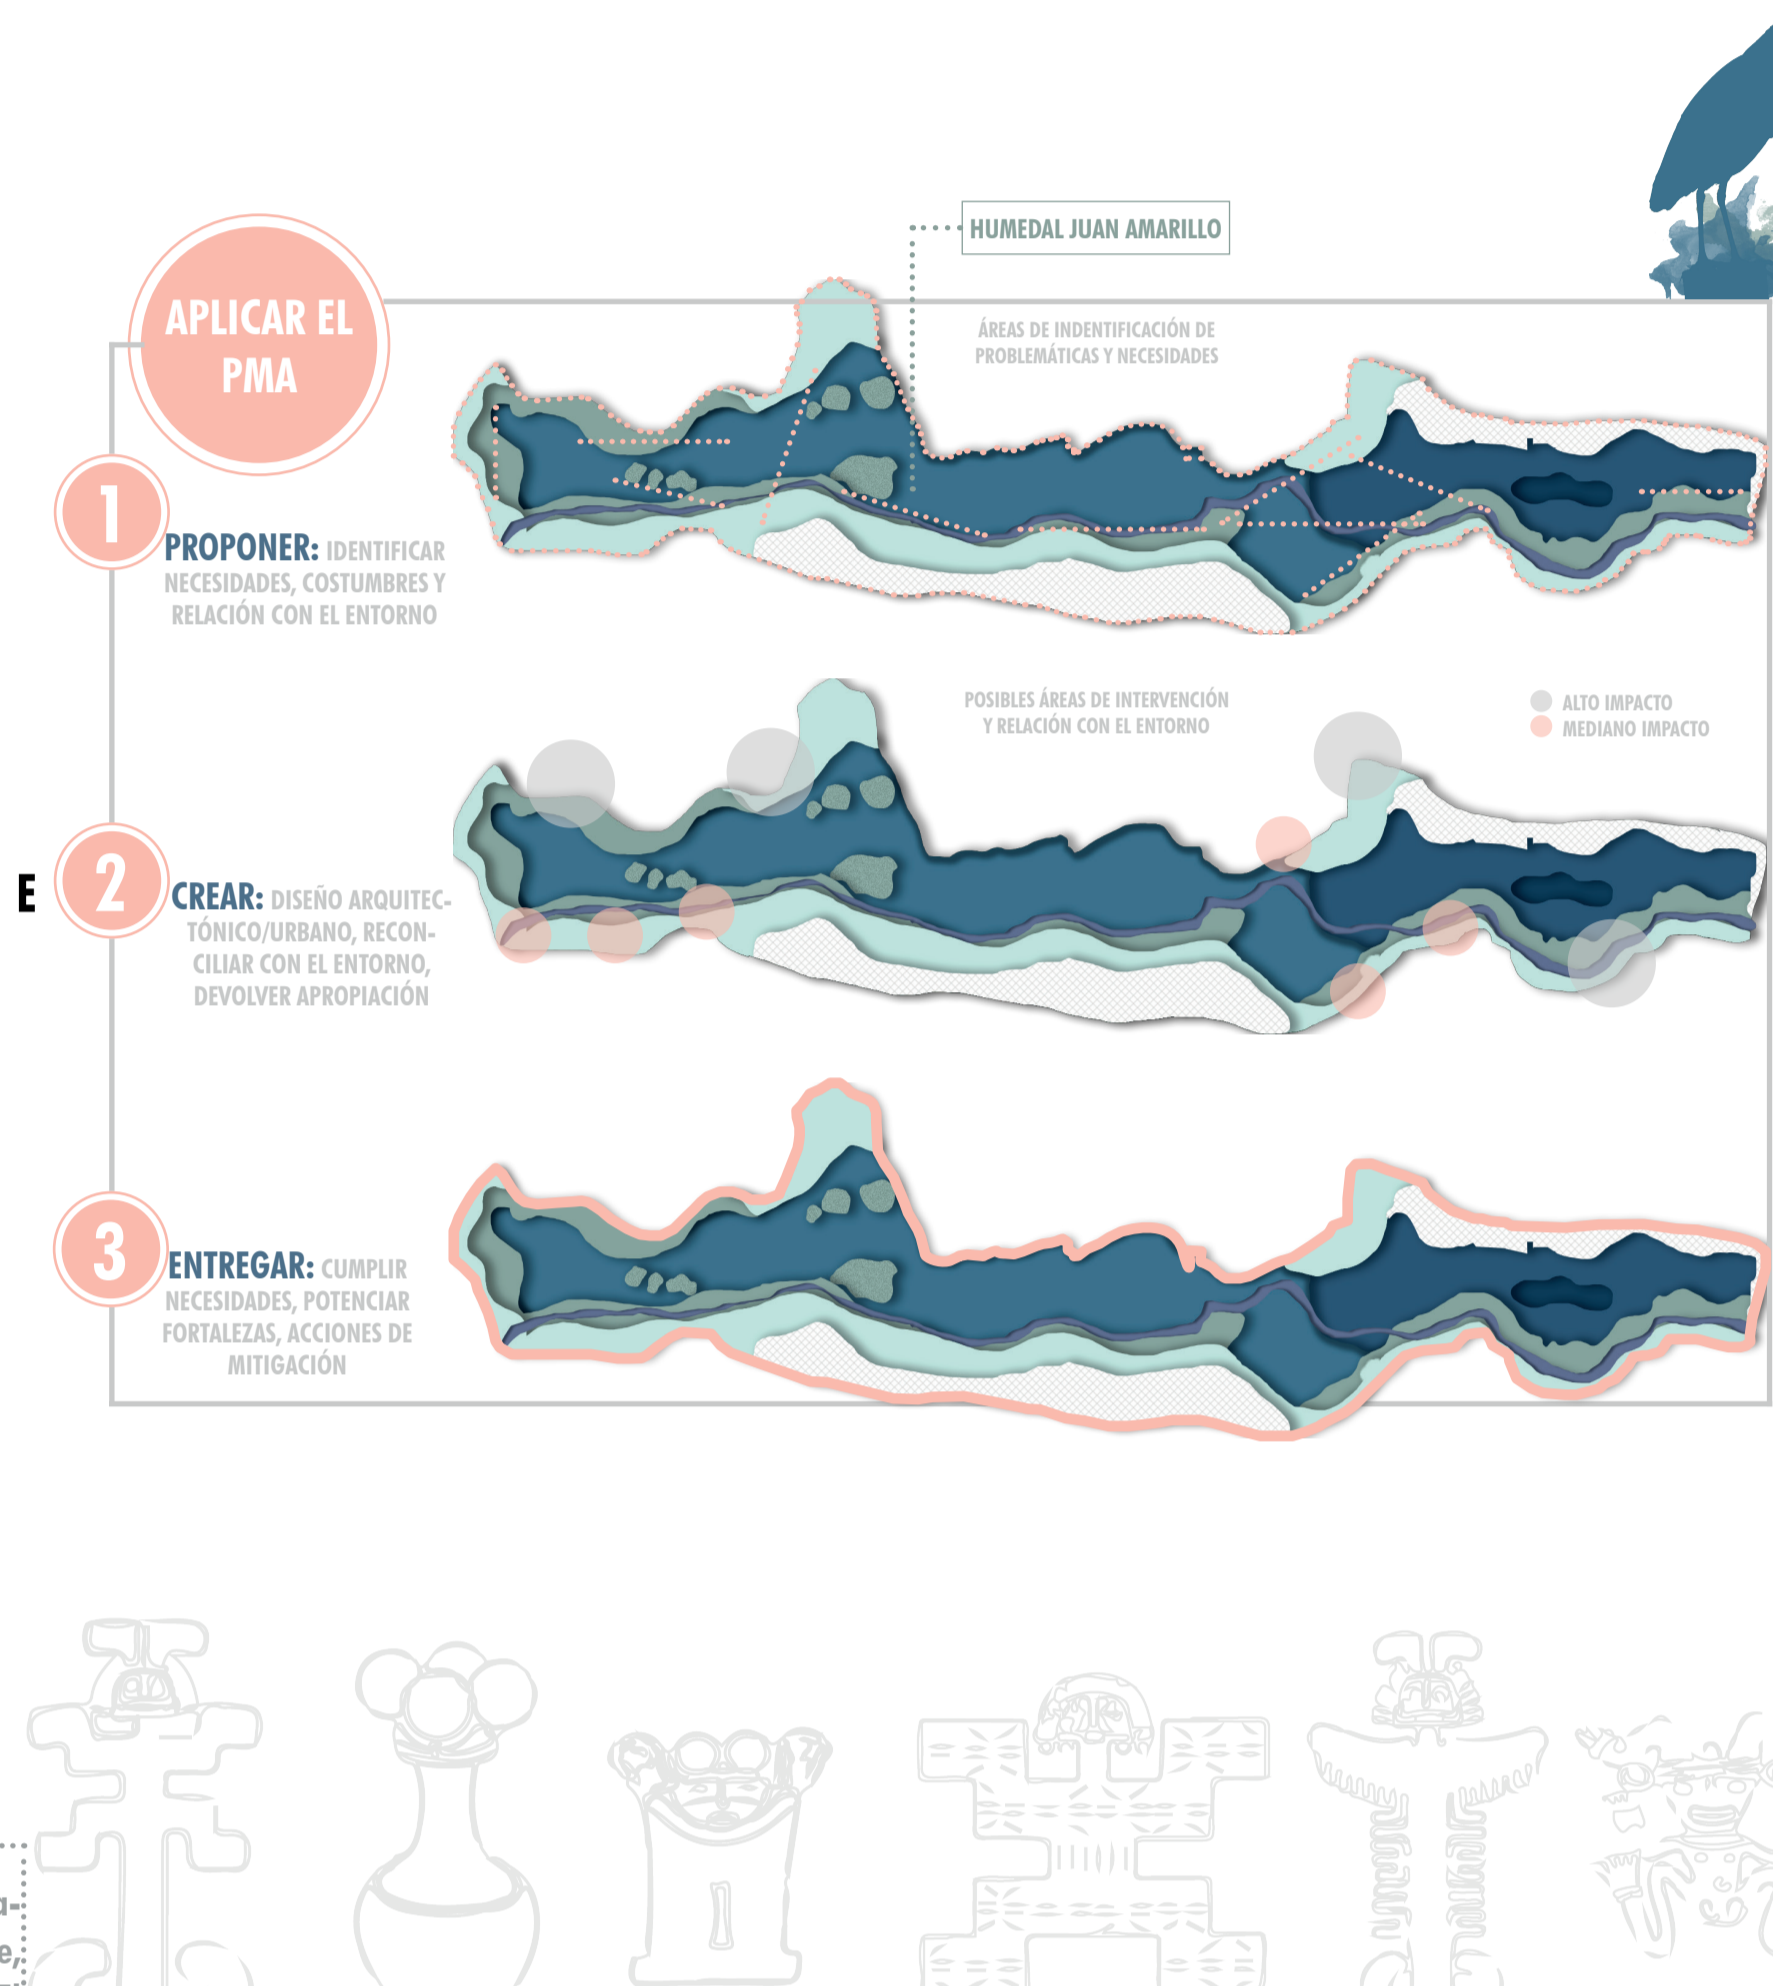 HUMEDAL JUAN AMARILLO
APLICAR EL
PMA
ÁREAS DE INDENTIFICACIÓN DE
PROBLEMÁTICAS Y NECESIDADES
1
PROPONER: IDENTIFICAR
NECESIDADES, COSTUMBRES Y
RELACIÓN CON EL ENTORNO
POSIBLES ÁREAS DE INTERVENCIÓN
Y RELACIÓN CON EL ENTORNO
ALTO IMPACTO
MEDIANO IMPACTO
E
2
CREAR: DISEÑO ARQUITEC-
TÓNICO/URBANO, RECON-
CILIAR CON EL ENTORNO,
DEVOLVER APROPIACIÓN
3
ENTREGAR: CUMPLIR
NECESIDADES, POTENCIAR
FORTALEZAS, ACCIONES DE
MITIGACIÓN
a-
e,